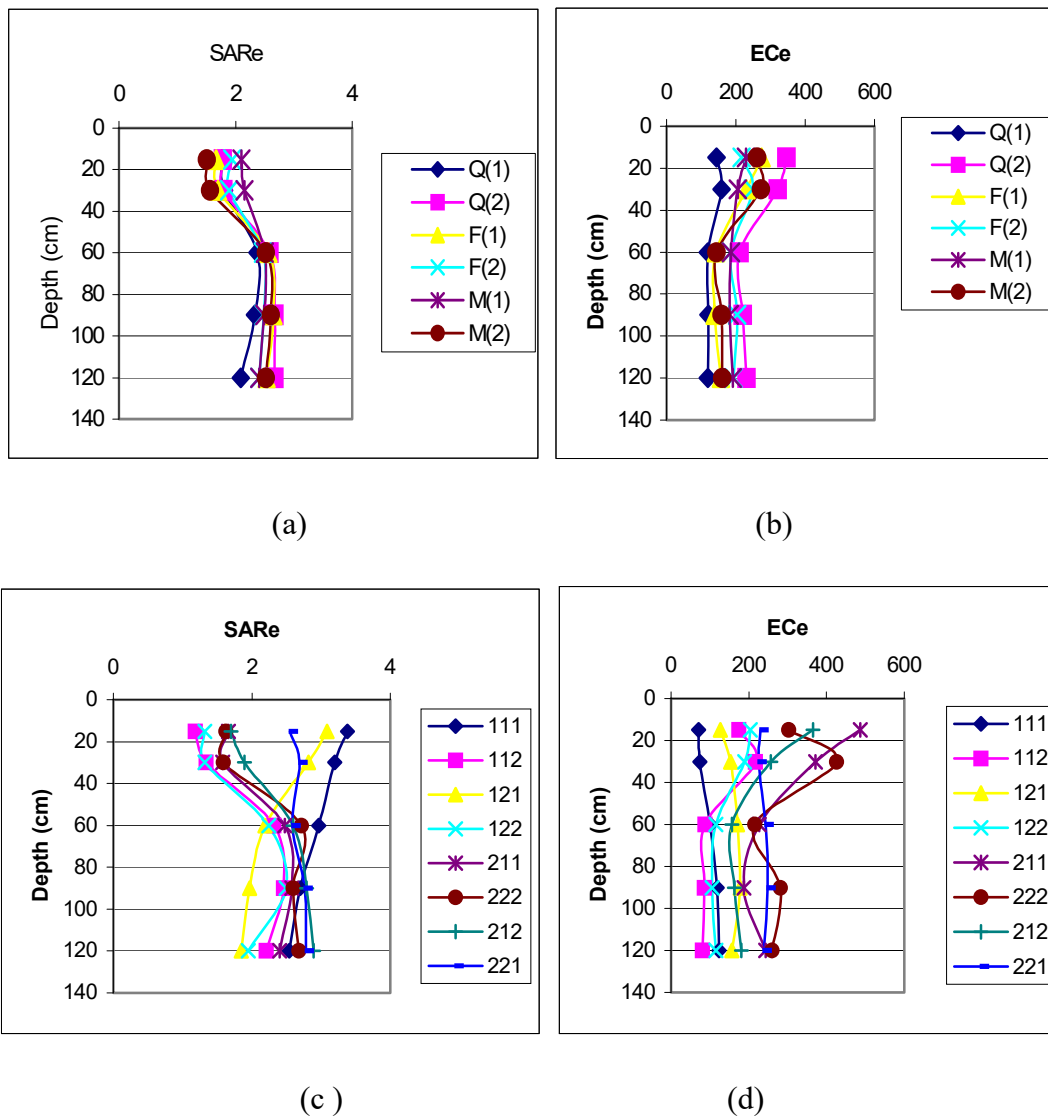 SARe
0 2 4
0
20
40
60
80
100
120
140
Depth (cm)
Q(1)
Q(2)
F(1)
F(2)
M(1)
M(2)
(a)
ECe
0 200 400 600
0
20
40
60
80
100
120
140
Depth (cm)
Q(1)
Q(2)
F(1)
F(2)
M(1)
M(2)
(b)
SARe
0 2 4
0
20
40
60
80
100
120
140
Depth (cm)
111
112
121
122
211
222
212
221
(c )
ECe
0 200 400 600
0
20
40
60
80
100
120
140
Depth (cm)
111
112
121
122
211
222
212
221
(d)